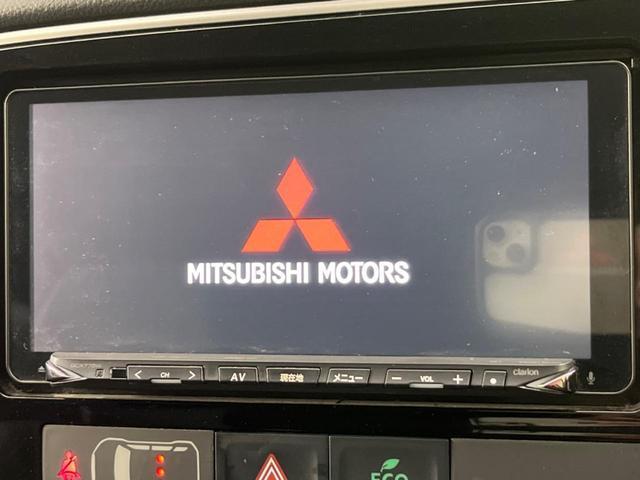 MITSUBISHI MOTORS
CH AV 現在地 メニュー VOL clarion
ECO